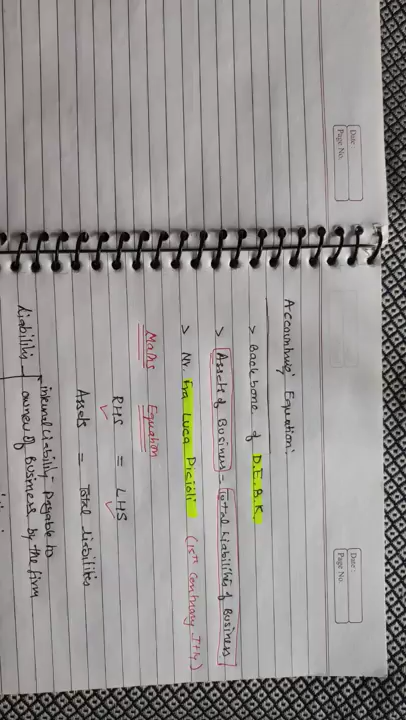 Date :
Page No.
Date :
Page No.
Accounting Equation:
> Backbone of D.E.B.K
> Assets of Business = Total Liabilities of Business
> Mr. Fra Luca Picioli (15th Century. Italy)
Maths Equation
RHS = LHS
Assets = Total liabilities
internal liability payable to
liabilities owner of Business by the firm